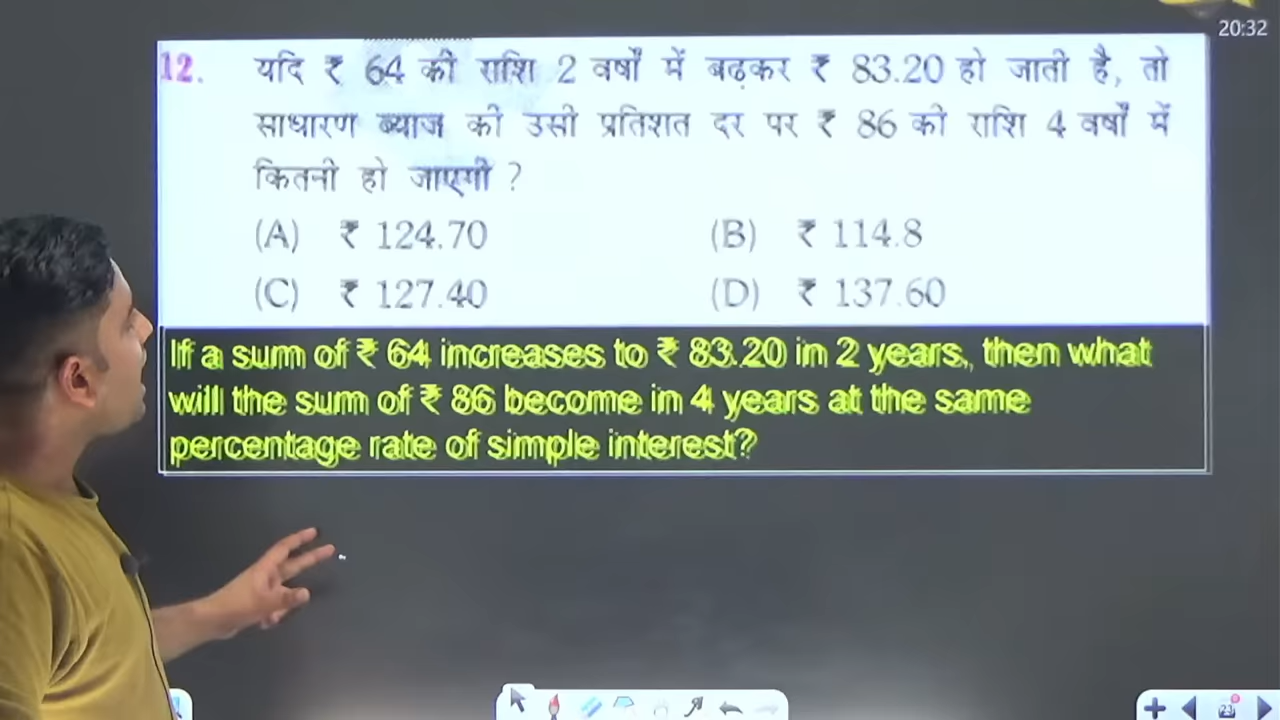 20:32
12. यदि ₹ 64 की राशि 2 वर्षों में बढ़कर ₹ 83.20 हो जाती है, तो
साधारण ब्याज की उसी प्रतिशत दर पर ₹ 86 की राशि 4 वर्षों में
कितनी हो जाएगी ?
(A) ₹ 124.70 (B) ₹ 114.8
(C) ₹ 127.40 (D) ₹ 137.60
If a sum of ₹ 64 increases to ₹ 83.20 in 2 years, then what
will the sum of ₹ 86 become in 4 years at the same
percentage rate of simple interest?
23